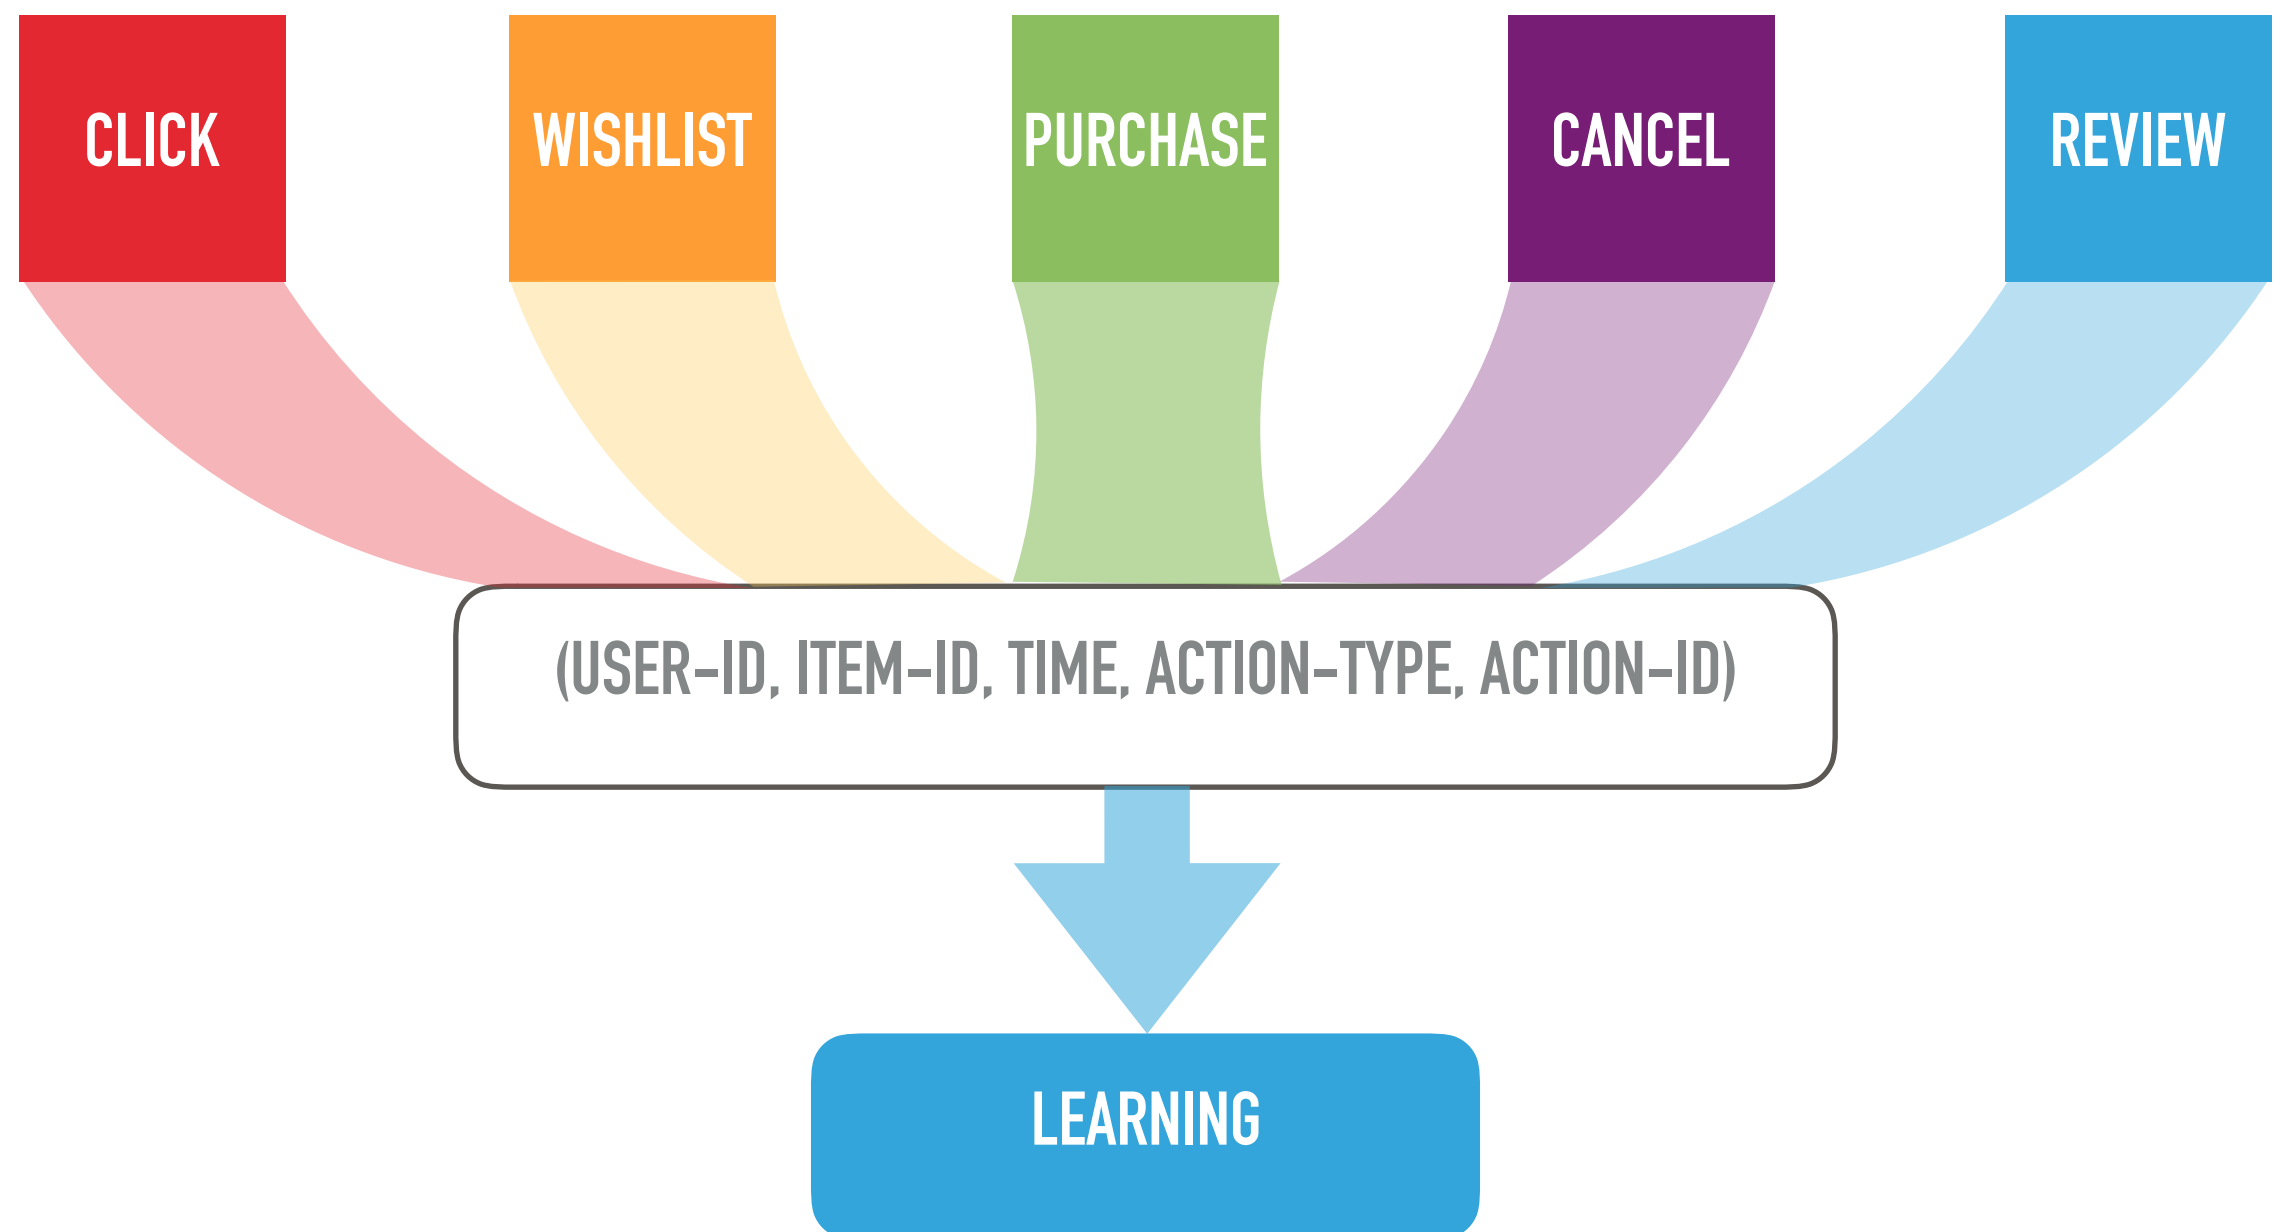 CLICK
WISHLIST
PURCHASE
CANCEL
REVIEW
(USER-ID, ITEM-ID, TIME, ACTION-TYPE, ACTION-ID)
LEARNING